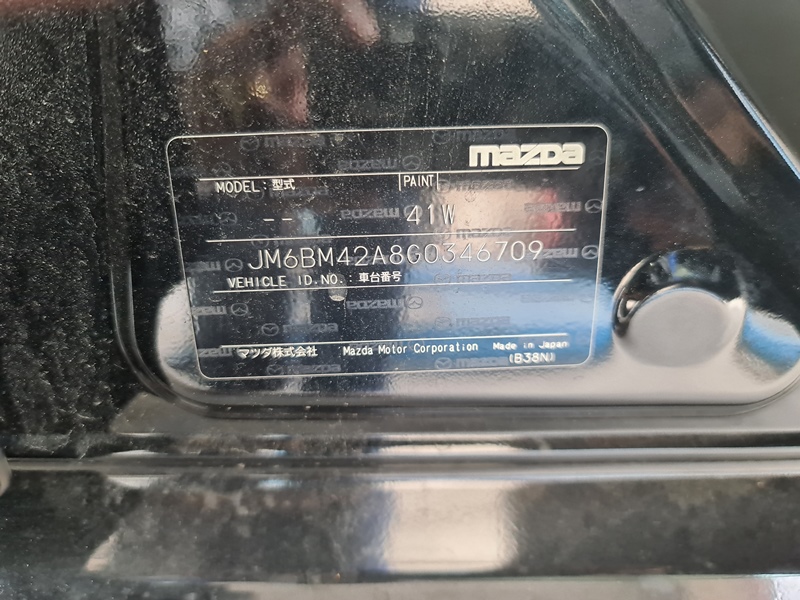 mazda
MODEL:型式 PAINT
-- 41W
JM6BM42A8G0346709
VEHICLE ID.NO.:車台番号
マツダ株式会社 Mazda Motor Corporation Made in Japan
(B38N)